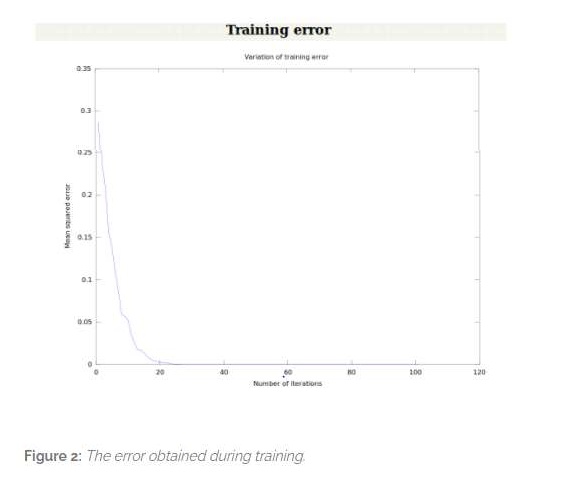 Training error
Variation of training error
0.35
0.3
0.25
0.2
0.15
0.1
0.05
0
Mean squared error
0 20 40 60 80 100 120
Number of iterations
Figure 2: The error obtained during training.